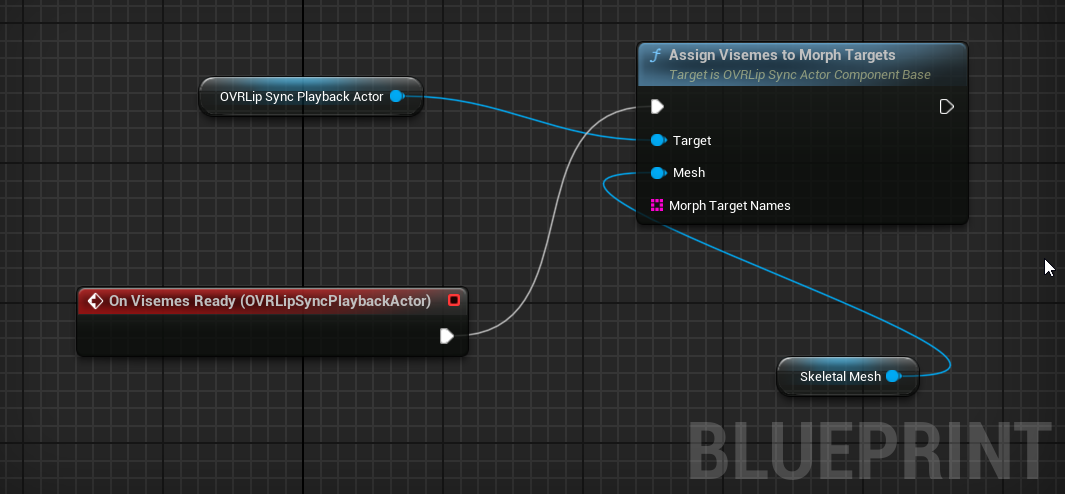 OVRLip Sync Playback Actor
Assign Visemes to Morph Targets
Target is OVRLip Sync Actor Component Base
Target
Mesh
Morph Target Names
On Visemes Ready (OVRLipSyncPlaybackActor)
Skeletal Mesh
BLUEPRINT